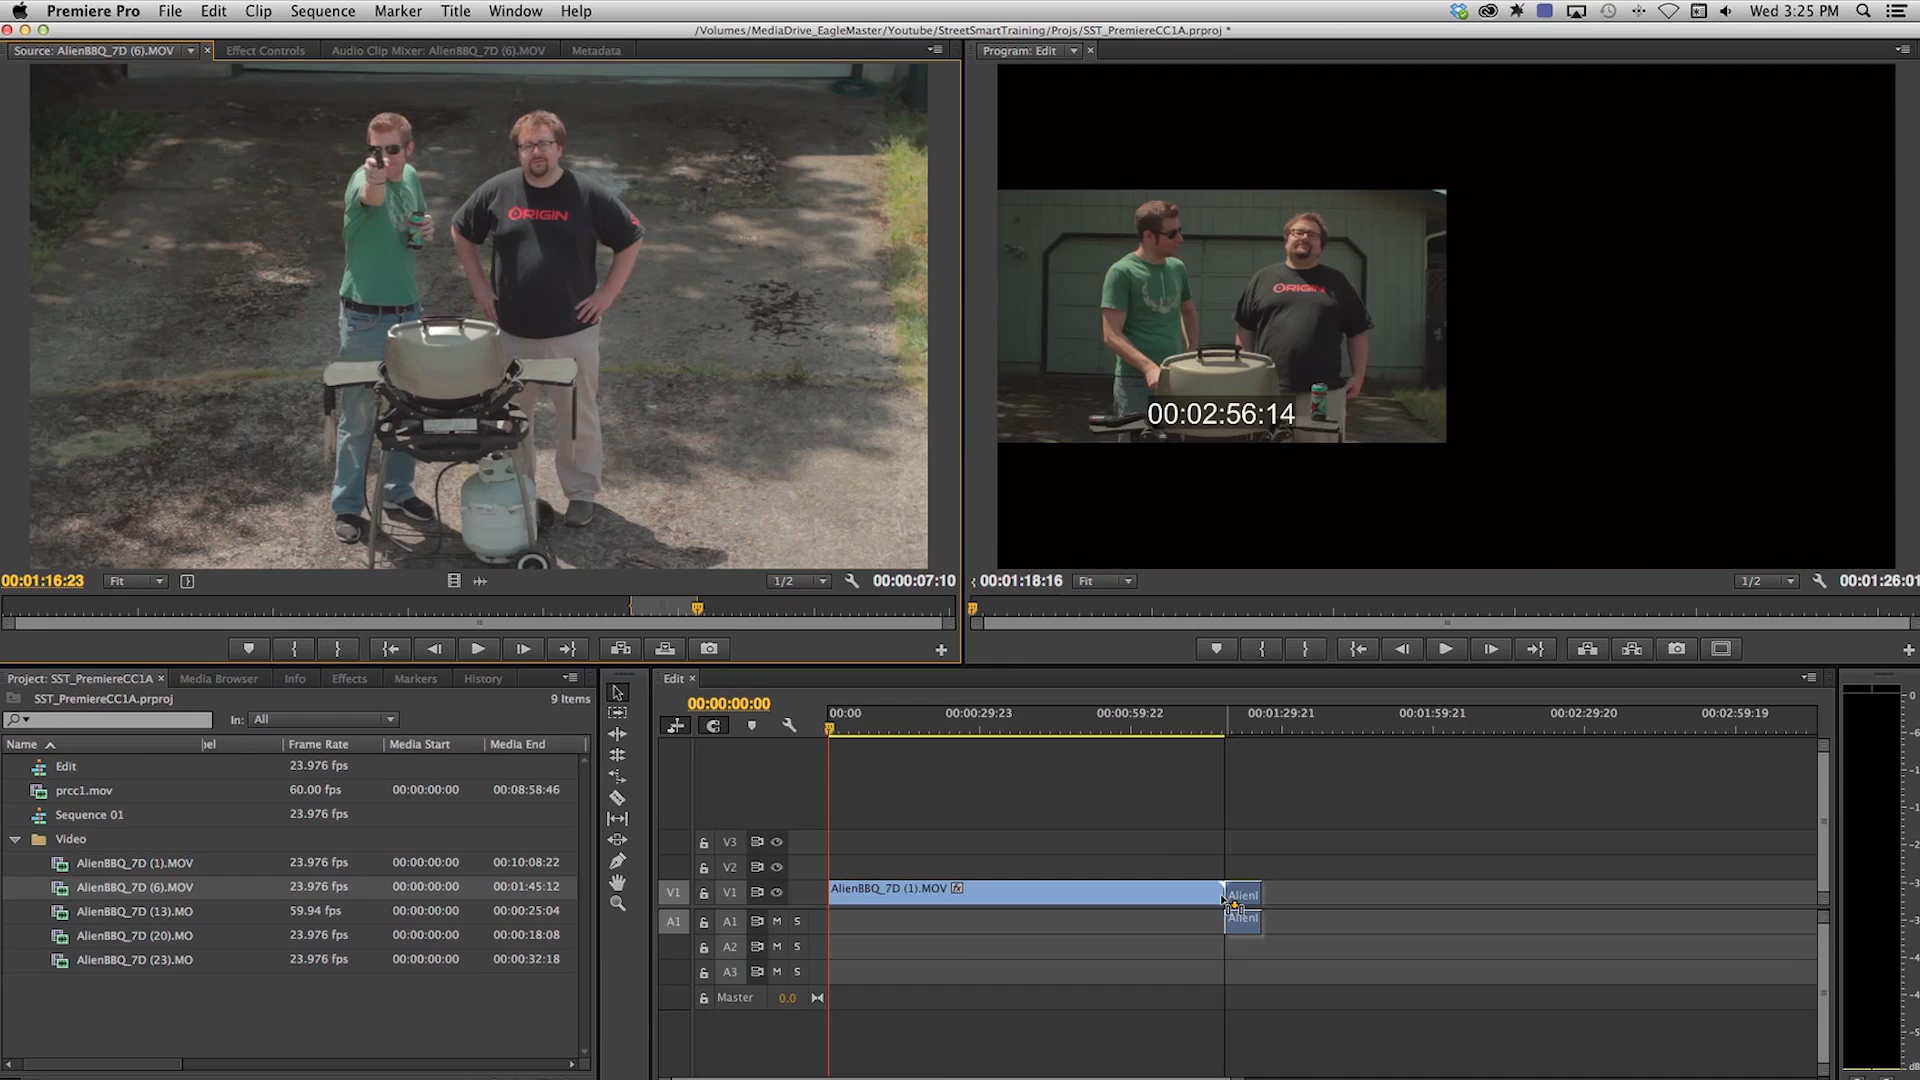 Premiere Pro File Edit Clip Sequence Marker Title Window Help Wed 3:25 PM
/Volumes/MediaDrive_EagleMaster/Youtube/StreetSmartTraining/Projs/SST_PremiereCC1A.prproj *
Source: AlienBBQ_7D (6).MOV Effect Controls Audio Clip Mixer: AlienBBQ_7D (6).MOV Metadata Program: Edit
ORIGIN
ORIGIN
00:02:56:14
00:01:16:23 Fit 1/2 00:00:07:10 00:01:18:16 Fit 1/2 00:01:26:01
Project: SST_PremiereCC1A Media Browser Info Effects Markers History
SST_PremiereCC1A.prproj 9 Items
In: All
Name Frame Rate Media Start Media End
Edit 23.976 fps
prcc1.mov 60.00 fps 00:00:00:00 00:08:58:46
Sequence 01 23.976 fps
Video
AlienBBQ_7D (1).MOV 23.976 fps 00:00:00:00 00:10:08:22
AlienBBQ_7D (6).MOV 23.976 fps 00:00:00:00 00:01:45:12
AlienBBQ_7D (13).MO 59.94 fps 00:00:00:00 00:00:25:04
AlienBBQ_7D (20).MO 23.976 fps 00:00:00:00 00:00:18:08
AlienBBQ_7D (23).MO 23.976 fps 00:00:00:00 00:00:32:18
Edit
00:00:00:00
00:00 00:00:29:23 00:00:59:22 00:01:29:21 00:01:59:21 00:02:29:20 00:02:59:19
V3
V2
V1 V1 AlienBBQ_7D (1).MOV fx AlienI
A1 A1 M S AlienI
A2 M S
A3 M S
Master 0.0
0
dB